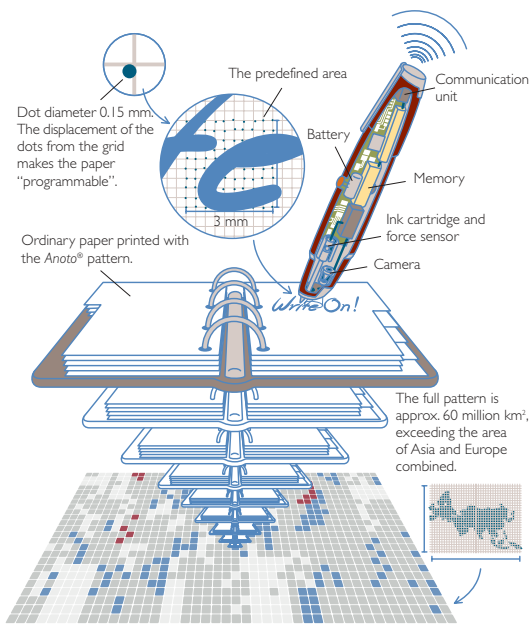 Dot diameter 0.15 mm.
The displacement of the
dots from the grid
makes the paper
“programmable”.
The predefined area
3 mm
Communication
unit
Battery
Memory
Ink cartridge and
force sensor
Camera
Ordinary paper printed with
the Anoto® pattern.
Write On!
The full pattern is
approx. 60 million km²,
exceeding the area
of Asia and Europe
combined.